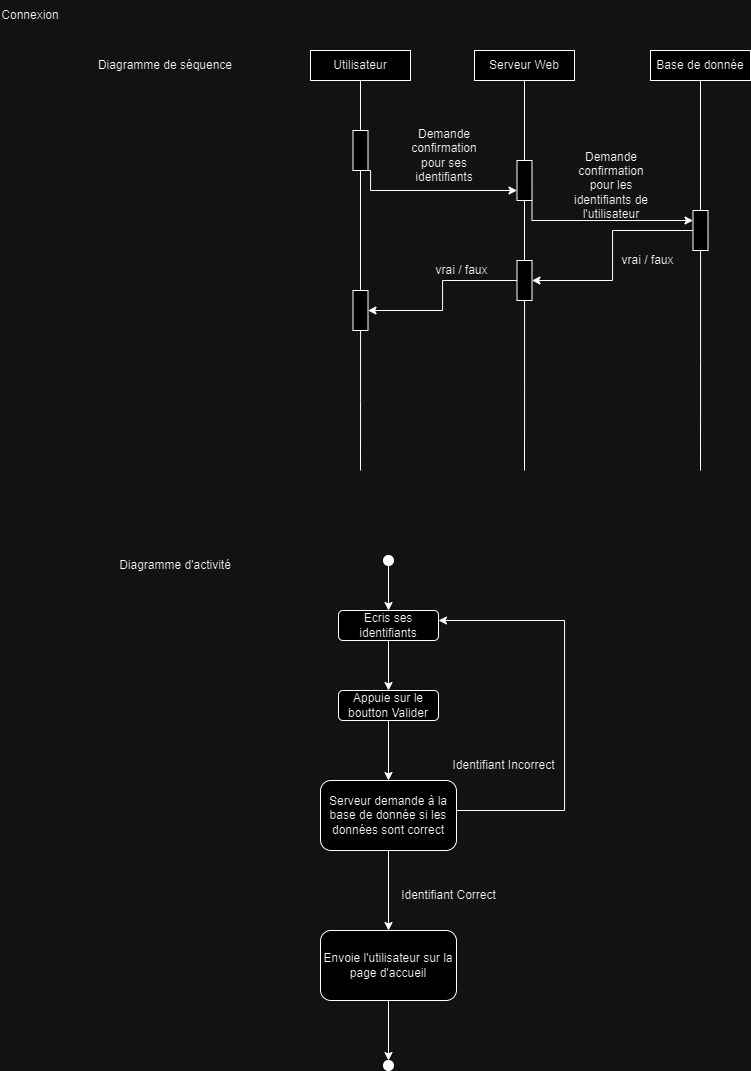 Connexion
Diagramme de séquence
Utilisateur
Serveur Web
Base de donnée
Demande
confirmation
pour ses
identifiants
Demande
confirmation
pour les
identifiants de
l'utilisateur
vrai / faux
vrai / faux
Diagramme d'activité
Ecris ses
identifiants
Appuie sur le
boutton Valider
Identifiant Incorrect
Serveur demande à la
base de donnée si les
données sont correct
Identifiant Correct
Envoie l'utilisateur sur la
page d'accueil